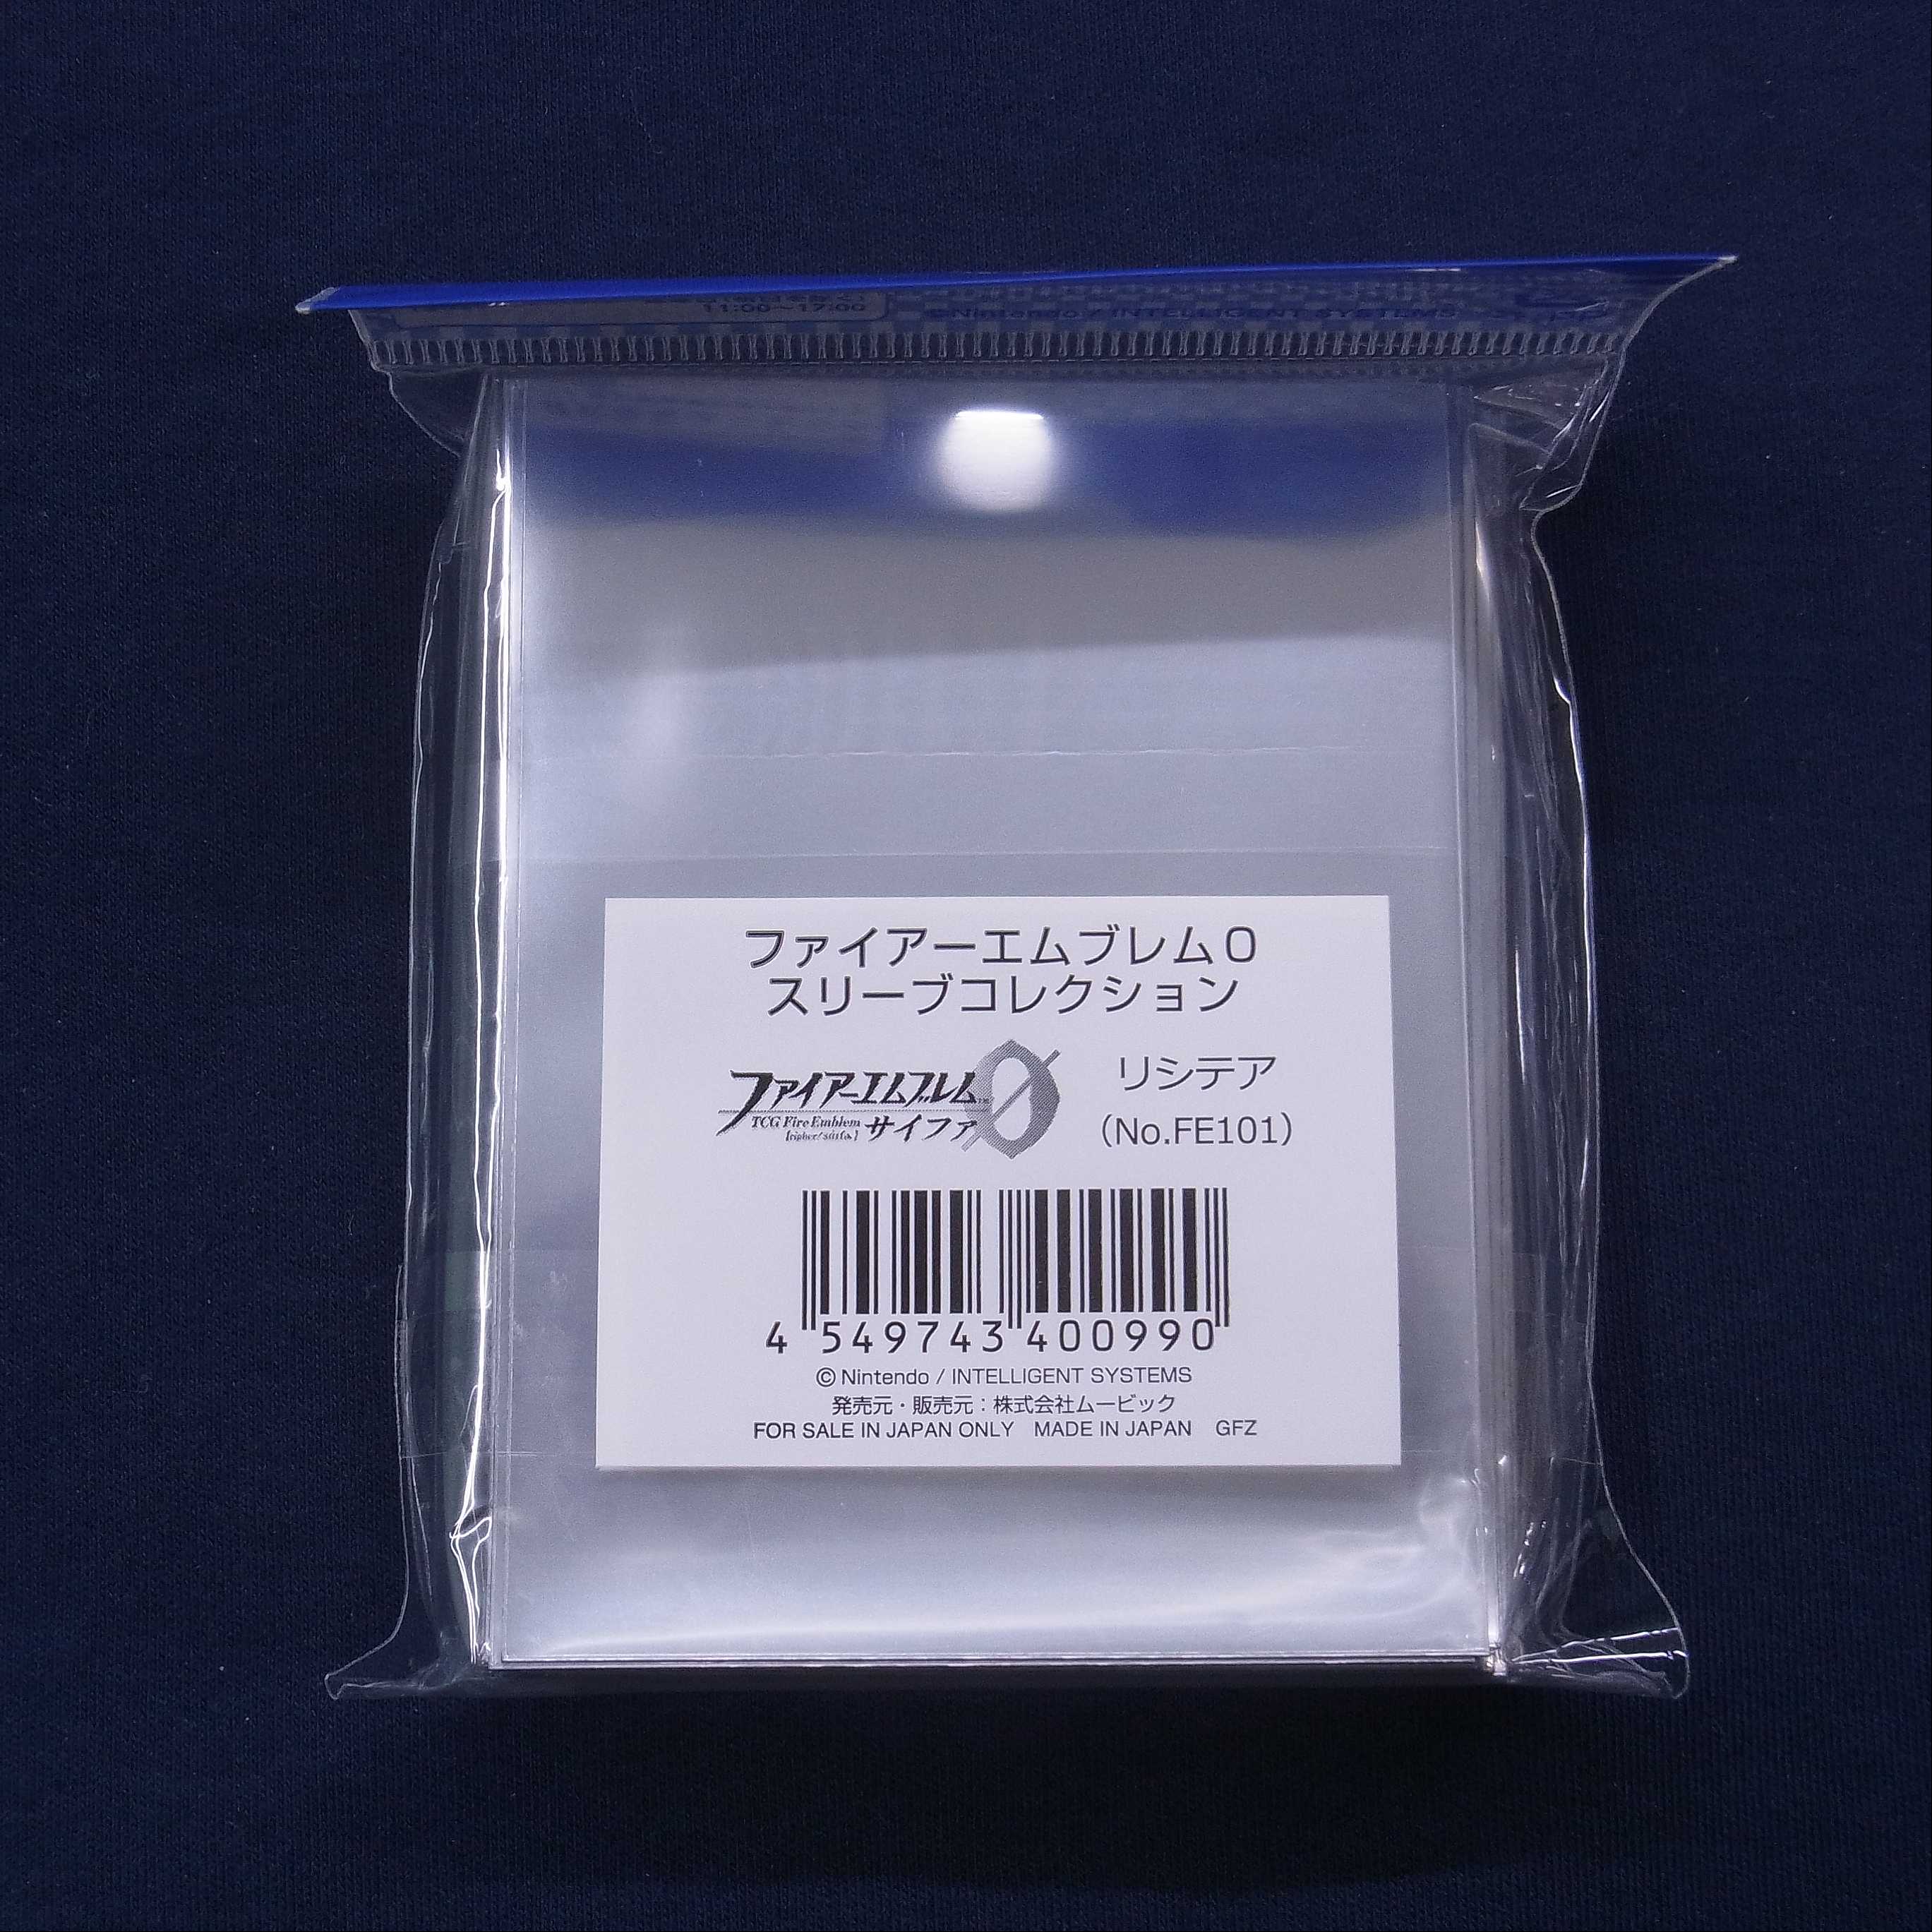 11:00~17:00
©Nintendo / INTELLIGENT SYSTEMS
ファイアーエムブレム0
スリーブコレクション
ファイアーエムブレム
TCG Fire Emblem サイファ 0
リシテア
(No.FE101)
4 549743 400990
© Nintendo / INTELLIGENT SYSTEMS
発売元・販売元:株式会社ムービック
FOR SALE IN JAPAN ONLY MADE IN JAPAN GFZ